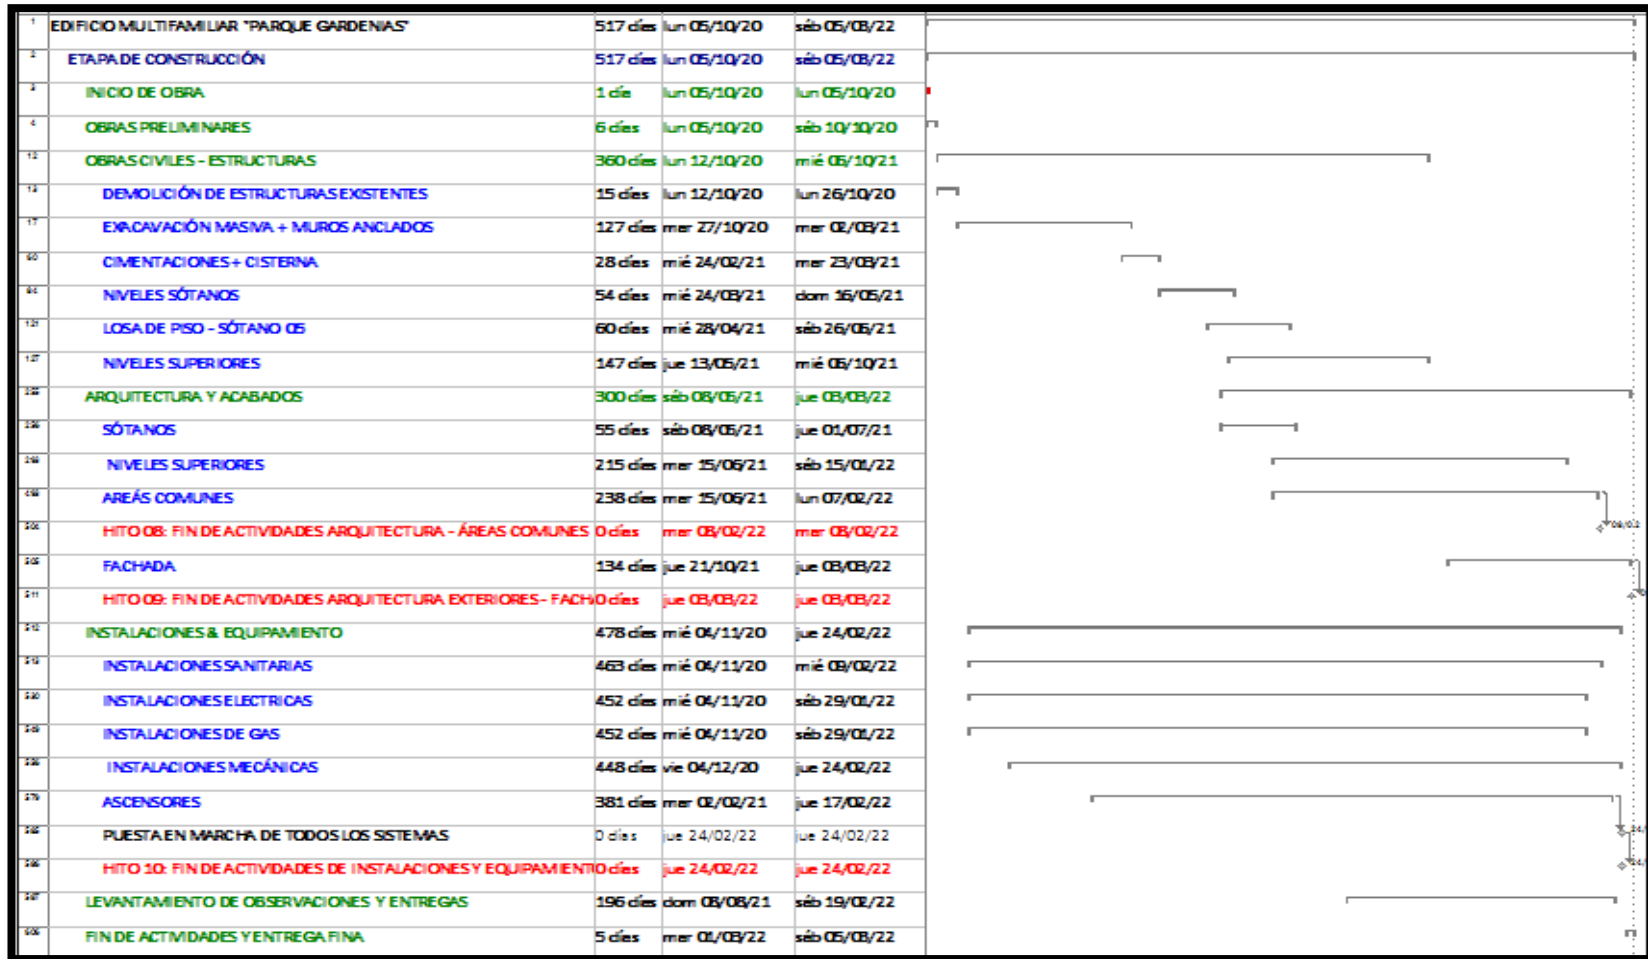 1 EDIFICIO MULTIFAMILIAR "PARQUE GARDENIAS" 517 días lun 05/10/20 sáb 05/03/22
2 ETAPA DE CONSTRUCCIÓN 517 días lun 05/10/20 sáb 05/03/22
3 INICIO DE OBRA 1 día lun 05/10/20 lun 05/10/20
4 OBRAS PRELIMINARES 6 días lun 05/10/20 sáb 10/10/20
12 OBRAS CIVILES - ESTRUCTURAS 360 días lun 12/10/20 mié 06/10/21
13 DEMOLICIÓN DE ESTRUCTURAS EXISTENTES 15 días lun 12/10/20 lun 26/10/20
17 EXACAVACIÓN MASIVA + MUROS ANCLADOS 127 días mar 27/10/20 mar 02/03/21
CIMENTACIONES + CISTERNA 28 días mié 24/02/21 mar 23/03/21
NIVELES SÓTANOS 54 días mié 24/03/21 dom 16/05/21
LOSA DE PISO - SÓTANO 05 60 días mié 28/04/21 sáb 26/06/21
NIVELES SUPERIORES 147 días jue 13/05/21 mié 06/10/21
ARQUITECTURA Y ACABADOS 300 días sáb 08/05/21 jue 03/03/22
SÓTANOS 55 días sáb 08/05/21 jue 01/07/21
NIVELES SUPERIORES 215 días mar 15/06/21 sáb 15/01/22
AREÁS COMUNES 238 días mar 15/06/21 lun 07/02/22
HITO 08: FIN DE ACTIVIDADES ARQUITECTURA - ÁREAS COMUNES 0 días mar 08/02/22 mar 08/02/22
FACHADA 134 días jue 21/10/21 jue 03/03/22
HITO 09: FIN DE ACTIVIDADES ARQUITECTURA EXTERIORES - FACH 0 días jue 03/03/22 jue 03/03/22
INSTALACIONES & EQUIPAMIENTO 478 días mié 04/11/20 jue 24/02/22
INSTALACIONES SANITARIAS 463 días mié 04/11/20 mié 09/02/22
INSTALACIONES ELECTRICAS 452 días mié 04/11/20 sáb 29/01/22
INSTALACIONES DE GAS 452 días mié 04/11/20 sáb 29/01/22
INSTALACIONES MECÁNICAS 448 días vie 04/12/20 jue 24/02/22
ASCENSORES 381 días mar 02/02/21 jue 17/02/22
PUESTA EN MARCHA DE TODOS LOS SISTEMAS 0 días jue 24/02/22 jue 24/02/22
HITO 10: FIN DE ACTIVIDADES DE INSTALACIONES Y EQUIPAMIENT 0 días jue 24/02/22 jue 24/02/22
LEVANTAMIENTO DE OBSERVACIONES Y ENTREGAS 196 días dom 08/08/21 sáb 19/02/22
FIN DE ACTIVIDADES Y ENTREGA FINA 5 días mar 01/03/22 sáb 05/03/22